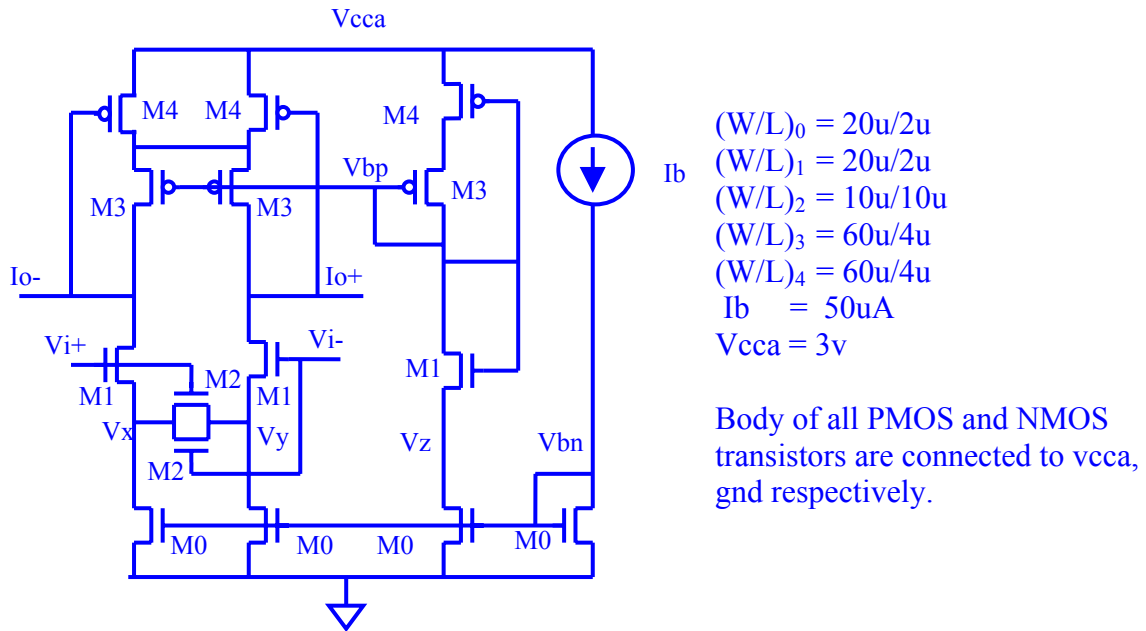 Vcca
M4
M4
M4
Vbp
Ib
M3
M3
M3
Io-
Io+
Vi+
Vi-
M2
M1
M1
M1
Vx
Vy
Vz
Vbn
M2
M0
M0
M0
M0
(W/L)0 = 20u/2u
(W/L)1 = 20u/2u
(W/L)2 = 10u/10u
(W/L)3 = 60u/4u
(W/L)4 = 60u/4u
Ib = 50uA
Vcca = 3v
Body of all PMOS and NMOS
transistors are connected to vcca,
gnd respectively.